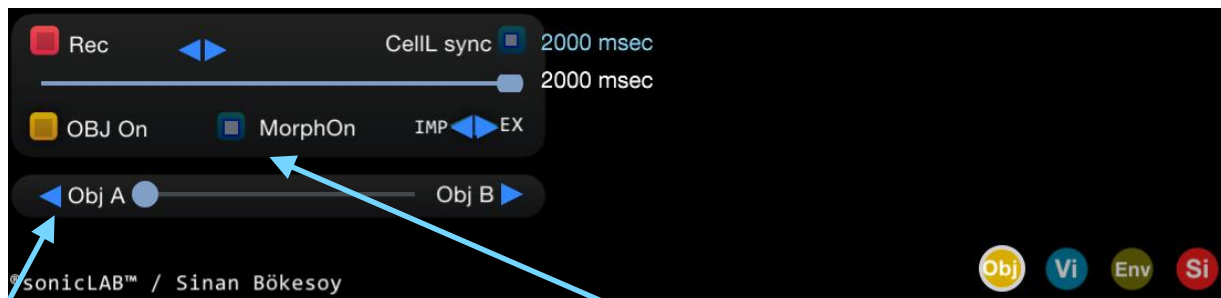 Rec CellL sync 2000 msec
2000 msec
OBJ On MorphOn IMP EX
Obj A Obj B
Obj Vi Env Si
®sonicLAB™ / Sinan Bökesoy